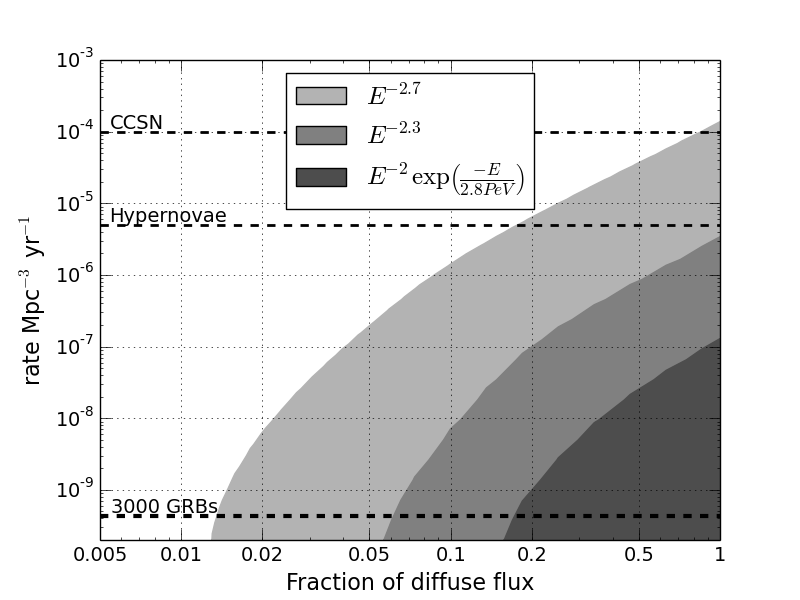 10⁻³
10⁻⁴
10⁻⁵
10⁻⁶
10⁻⁷
10⁻⁸
10⁻⁹
rate Mpc⁻³ yr⁻¹
CCSN
Hypernovae
3000 GRBs
E⁻²·⁷
E⁻²·³
E⁻² exp(-E/2.8PeV)
0.005 0.01 0.02 0.05 0.1 0.2 0.5 1
Fraction of diffuse flux